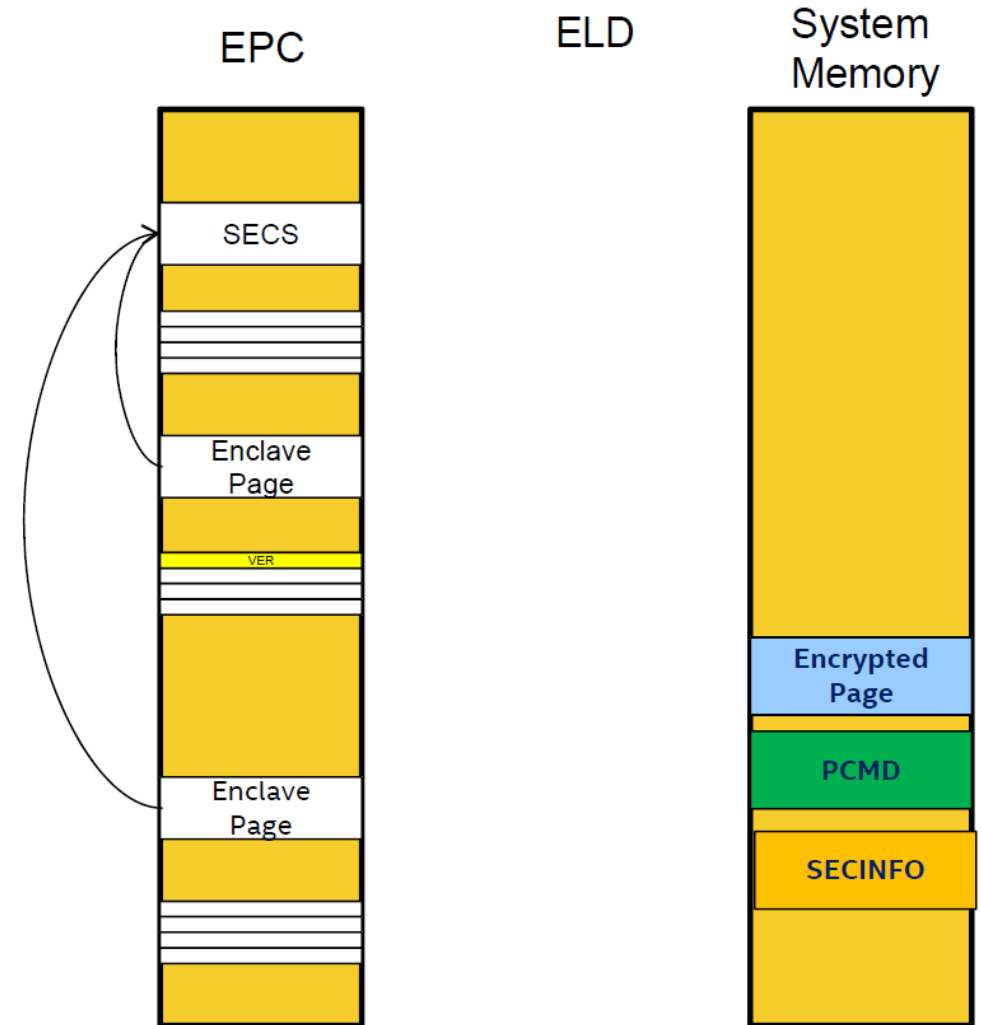 EPC
ELD
System
Memory
SECS
Enclave
Page
VER
Enclave
Page
Encrypted
Page
PCMD
SECINFO